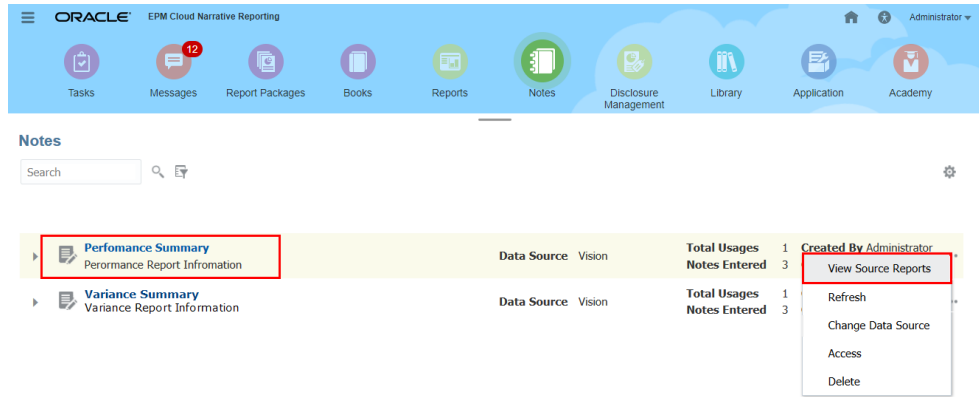 ORACLE® EPM Cloud Narrative Reporting Administrator
12
Tasks Messages Report Packages Books Reports Notes Disclosure Management Library Application Academy
Notes
Search
Perfomance Summary Data Source Vision Total Usages 1 Created By Administrator
Perormance Report Infromation Notes Entered 3
View Source Reports
Variance Summary Data Source Vision Total Usages 1
Variance Report Information Notes Entered 3
Refresh
Change Data Source
Access
Delete